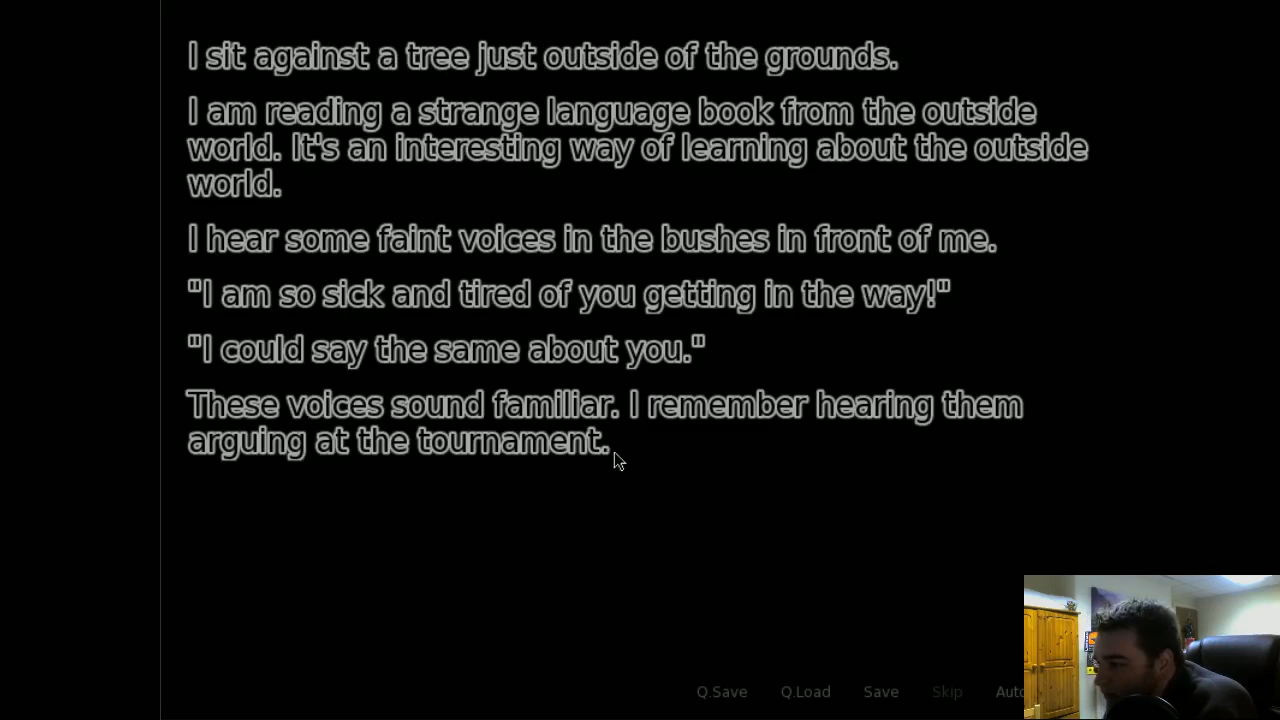 I sit against a tree just outside of the grounds.
I am reading a strange language book from the outside
world. It's an interesting way of learning about the outside
world.
I hear some faint voices in the bushes in front of me.
"I am so sick and tired of you getting in the way!"
"I could say the same about you."
These voices sound familiar. I remember hearing them
arguing at the tournament.
Q.Save Q.Load Save Skip Auto